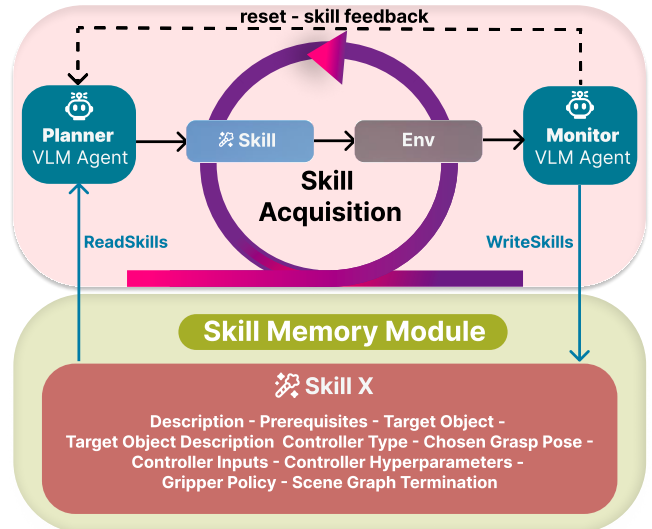 reset - skill feedback
Planner
VLM Agent
Skill
Env
Monitor
VLM Agent
Skill
Acquisition
ReadSkills
WriteSkills
Skill Memory Module
Skill X
Description - Prerequisites - Target Object -
Target Object Description Controller Type - Chosen Grasp Pose -
Controller Inputs - Controller Hyperparameters -
Gripper Policy - Scene Graph Termination